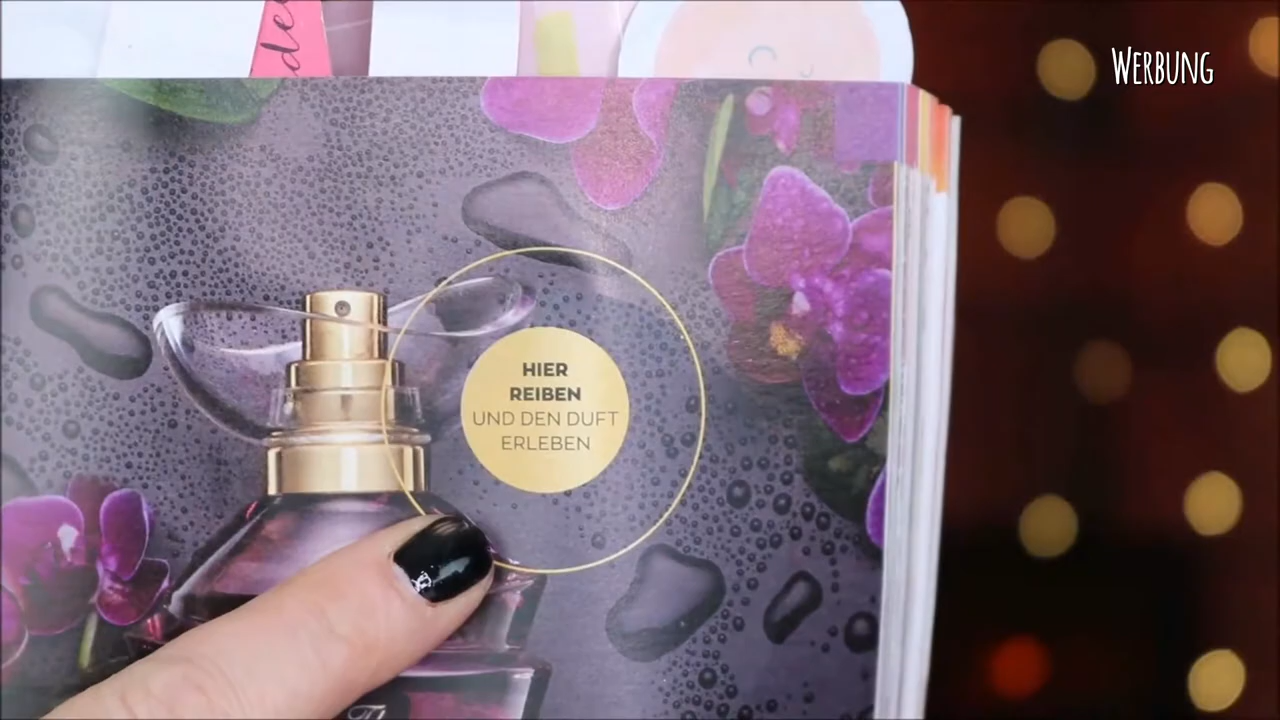 WERBUNG
HIER
REIBEN
UND DEN DUFT
ERLEBEN